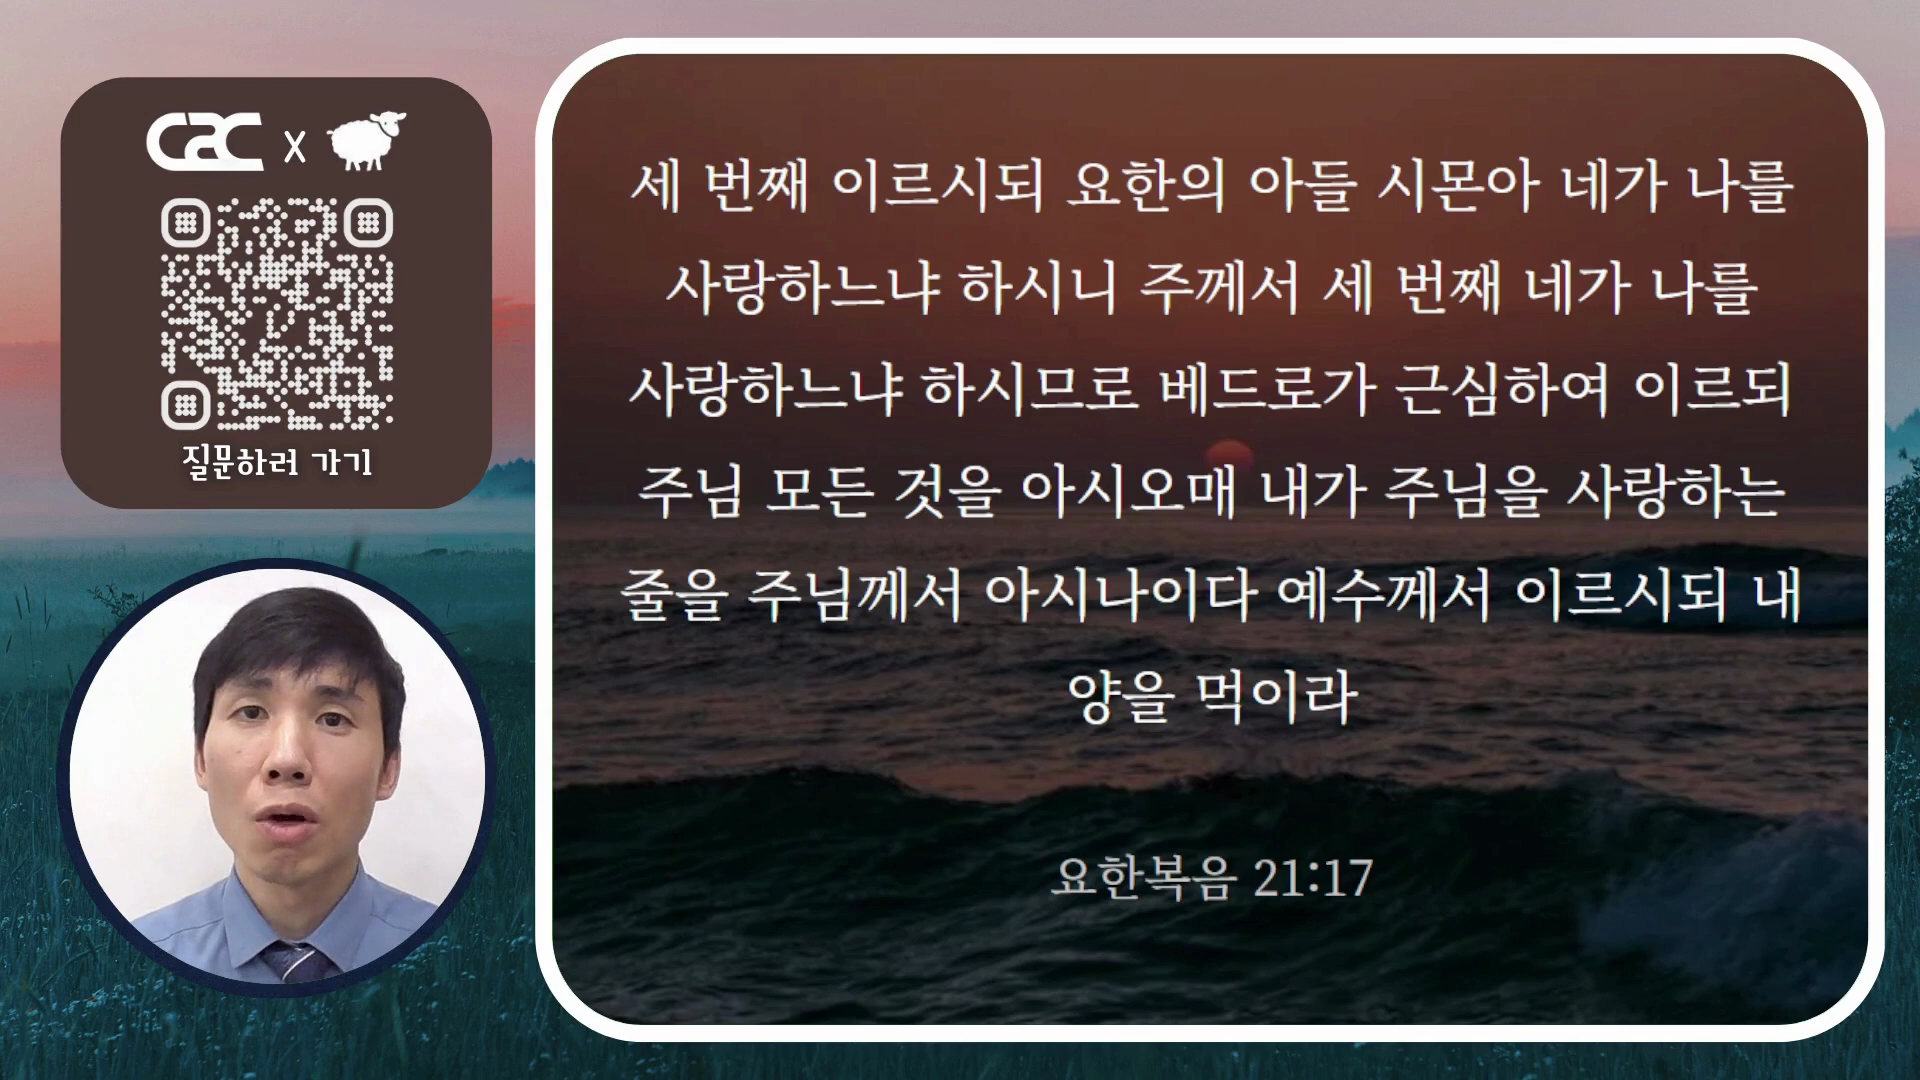 CaC x
질문하러 가기
세 번째 이르시되 요한의 아들 시몬아 네가 나를
사랑하느냐 하시니 주께서 세 번째 네가 나를
사랑하느냐 하시므로 베드로가 근심하여 이르되
주님 모든 것을 아시오매 내가 주님을 사랑하는
줄을 주님께서 아시나이다 예수께서 이르시되 내
양을 먹이라
요한복음 21:17